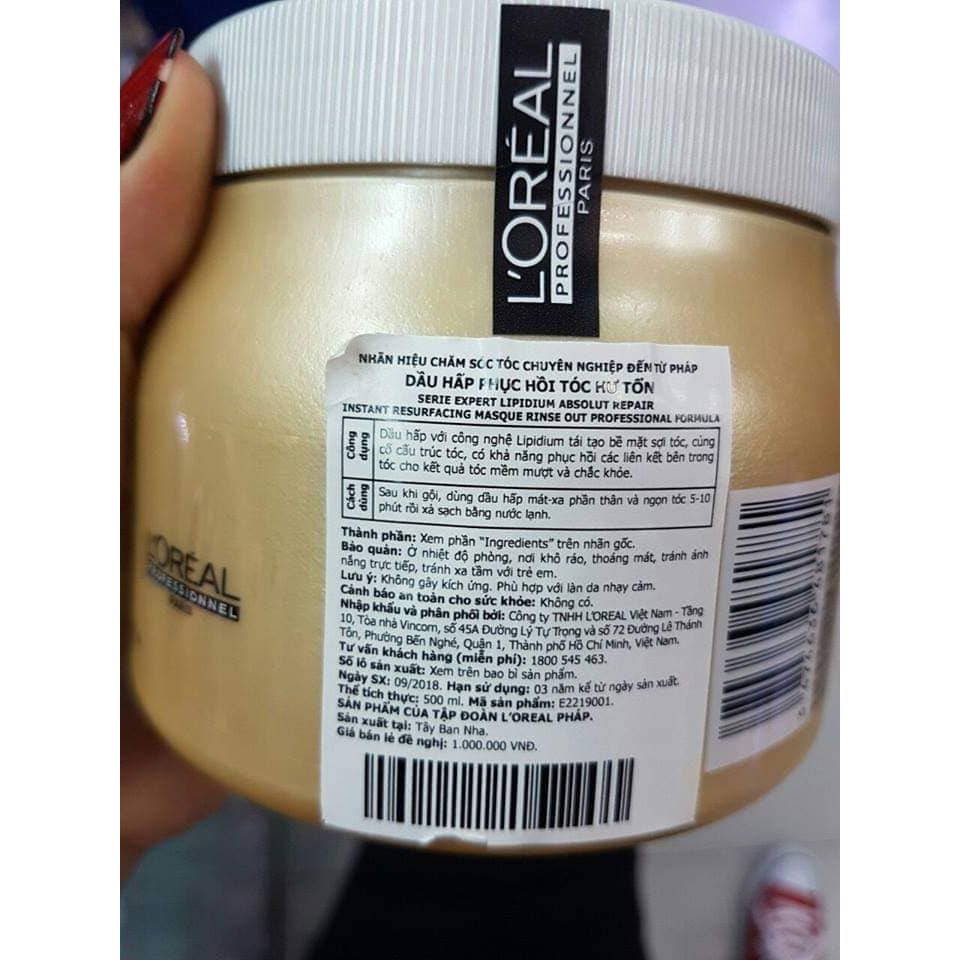 L'ORÉAL
PROFESSIONNEL
PARIS
NHÃN HIỆU CHĂM SÓC TÓC CHUYÊN NGHIỆP ĐẾN TỪ PHÁP
DẦU HẤP PHỤC HỒI TÓC HƯ TỔN
SERIE EXPERT LIPIDIUM ABSOLUT REPAIR
INSTANT RESURFACING MASQUE RINSE OUT PROFESSIONAL FORMULA
Công dụng
Dầu hấp với công nghệ Lipidium tái tạo bề mặt sợi tóc, củng
cố cấu trúc tóc, có khả năng phục hồi các liên kết bên trong
tóc cho kết quả tóc mềm mượt và chắc khỏe.
Cách dùng
Sau khi gội, dùng dầu hấp mát-xa phần thân và ngọn tóc 5-10
phút rồi xả sạch bằng nước lạnh.
Thành phần: Xem phần "Ingredients" trên nhãn gốc.
Bảo quản: Ở nhiệt độ phòng, nơi khô ráo, thoáng mát, tránh ánh
nắng trực tiếp, tránh xa tầm với trẻ em.
Lưu ý: Không gây kích ứng. Phù hợp với làn da nhạy cảm.
Cảnh báo an toàn cho sức khỏe: Không có.
Nhập khẩu và phân phối bởi: Công ty TNHH L'OREAL Việt Nam - Tầng
10, Tòa nhà Vincom, số 45A Đường Lý Tự Trọng và số 72 Đường Lê Thánh
Tôn, Phường Bến Nghé, Quận 1, Thành phố Hồ Chí Minh, Việt Nam.
Tư vấn khách hàng (miễn phí): 1800 545 463.
Số lô sản xuất: Xem trên bao bì sản phẩm.
Ngày SX: 09/2018. Hạn sử dụng: 03 năm kể từ ngày sản xuất.
Thể tích thực: 500 ml. Mã sản phẩm: E2219001.
SẢN PHẨM CỦA TẬP ĐOÀN L'OREAL PHÁP.
Sản xuất tại: Tây Ban Nha.
Giá bán lẻ đề nghị: 1.000.000 VNĐ.
L'ORÉAL
PROFESSIONNEL
PARIS